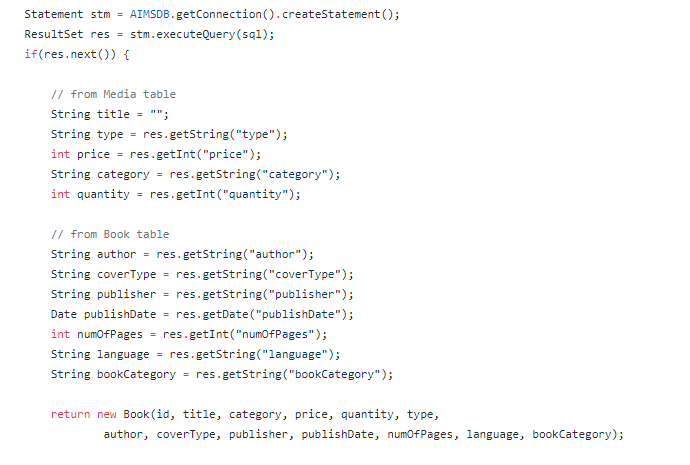 Statement stm = AIMSDB.getConnection().createStatement();
ResultSet res = stm.executeQuery(sql);
if(res.next()) {
// from Media table
String title = "";
String type = res.getString("type");
int price = res.getInt("price");
String category = res.getString("category");
int quantity = res.getInt("quantity");
// from Book table
String author = res.getString("author");
String coverType = res.getString("coverType");
String publisher = res.getString("publisher");
Date publishDate = res.getDate("publishDate");
int numOfPages = res.getInt("numOfPages");
String language = res.getString("language");
String bookCategory = res.getString("bookCategory");
return new Book(id, title, category, price, quantity, type,
author, coverType, publisher, publishDate, numOfPages, language, bookCategory);